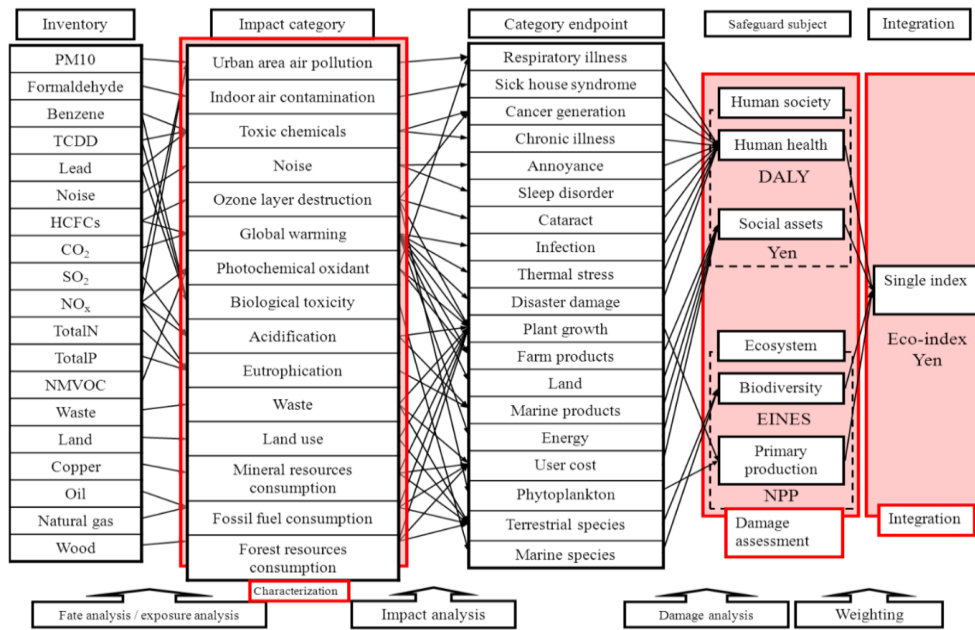 Inventory
PM10
Formaldehyde
Benzene
TCDD
Lead
Noise
HCFCs
CO₂
SO₂
NOₓ
TotalN
TotalP
NMVOC
Waste
Land
Copper
Oil
Natural gas
Wood
Impact category
Urban area air pollution
Indoor air contamination
Toxic chemicals
Noise
Ozone layer destruction
Global warming
Photochemical oxidant
Biological toxicity
Acidification
Eutrophication
Waste
Land use
Mineral resources
consumption
Fossil fuel consumption
Forest resources
consumption
Characterization
Category endpoint
Respiratory illness
Sick house syndrome
Cancer generation
Chronic illness
Annoyance
Sleep disorder
Cataract
Infection
Thermal stress
Disaster damage
Plant growth
Farm products
Land
Marine products
Energy
User cost
Phytoplankton
Terrestrial species
Marine species
Safeguard subject
Human society
Human health
DALY
Social assets
Yen
Ecosystem
Biodiversity
EINES
Primary
production
NPP
Damage
assessment
Integration
Single index
Eco-index
Yen
Integration
Fate analysis / exposure analysis
Impact analysis
Damage analysis
Weighting